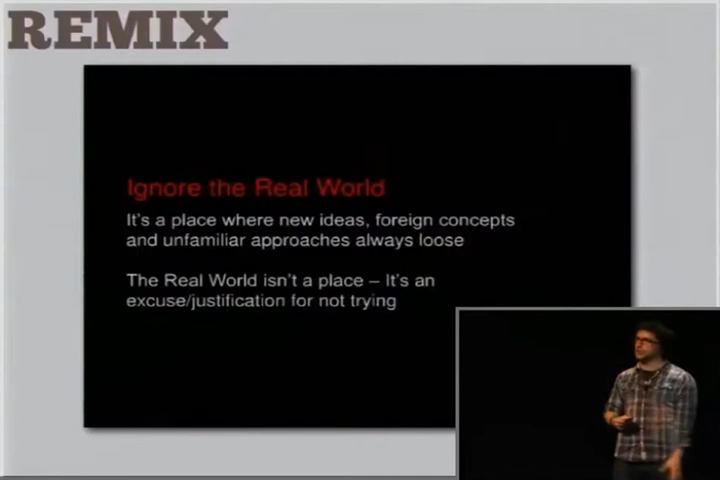 REMIX
Ignore the Real World
It's a place where new ideas, foreign concepts
and unfamiliar approaches always loose
The Real World isn't a place – It's an
excuse/justification for not trying